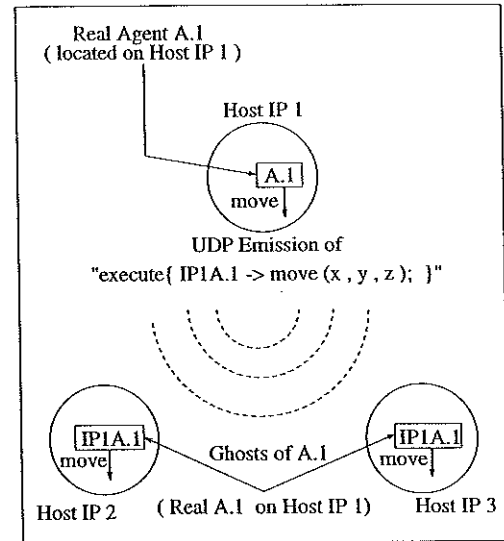 Real Agent A.1
( located on Host IP 1 )
Host IP 1
A.1
move
UDP Emission of
"execute{ IP1A.1 -> move ( x , y , z ); }"
IP1A.1
move
Host IP 2
Ghosts of A.1
( Real A.1 on Host IP 1)
IP1A.1
move
Host IP 3